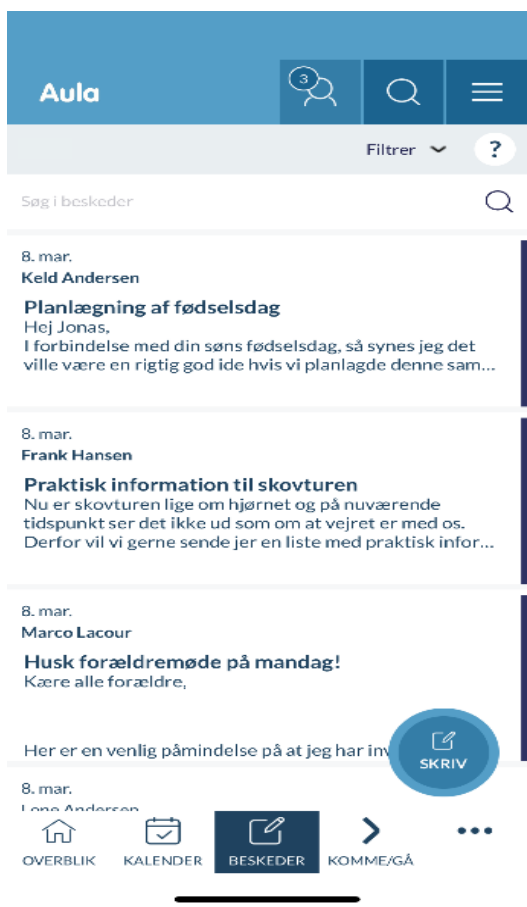 Aula
3
Filtrer
?
Søg i beskeder
8. mar.
Keld Andersen
Planlægning af fødselsdag
Hej Jonas,
I forbindelse med din søns fødselsdag, så synes jeg det
ville være en rigtig god ide hvis vi planlagde denne sam...
8. mar.
Frank Hansen
Praktisk information til skovturen
Nu er skovturen lige om hjørnet og på nuværende
tidspunkt ser det ikke ud som om at vejret er med os.
Derfor vil vi gerne sende jer en liste med praktisk infor...
8. mar.
Marco Lacour
Husk forældremøde på mandag!
Kære alle forældre,
Her er en venlig påmindelse på at jeg har
SKRIV
8. mar.
Lone Andersen
OVERBLIK
KALENDER
BESKEDER
KOMME/GÅ